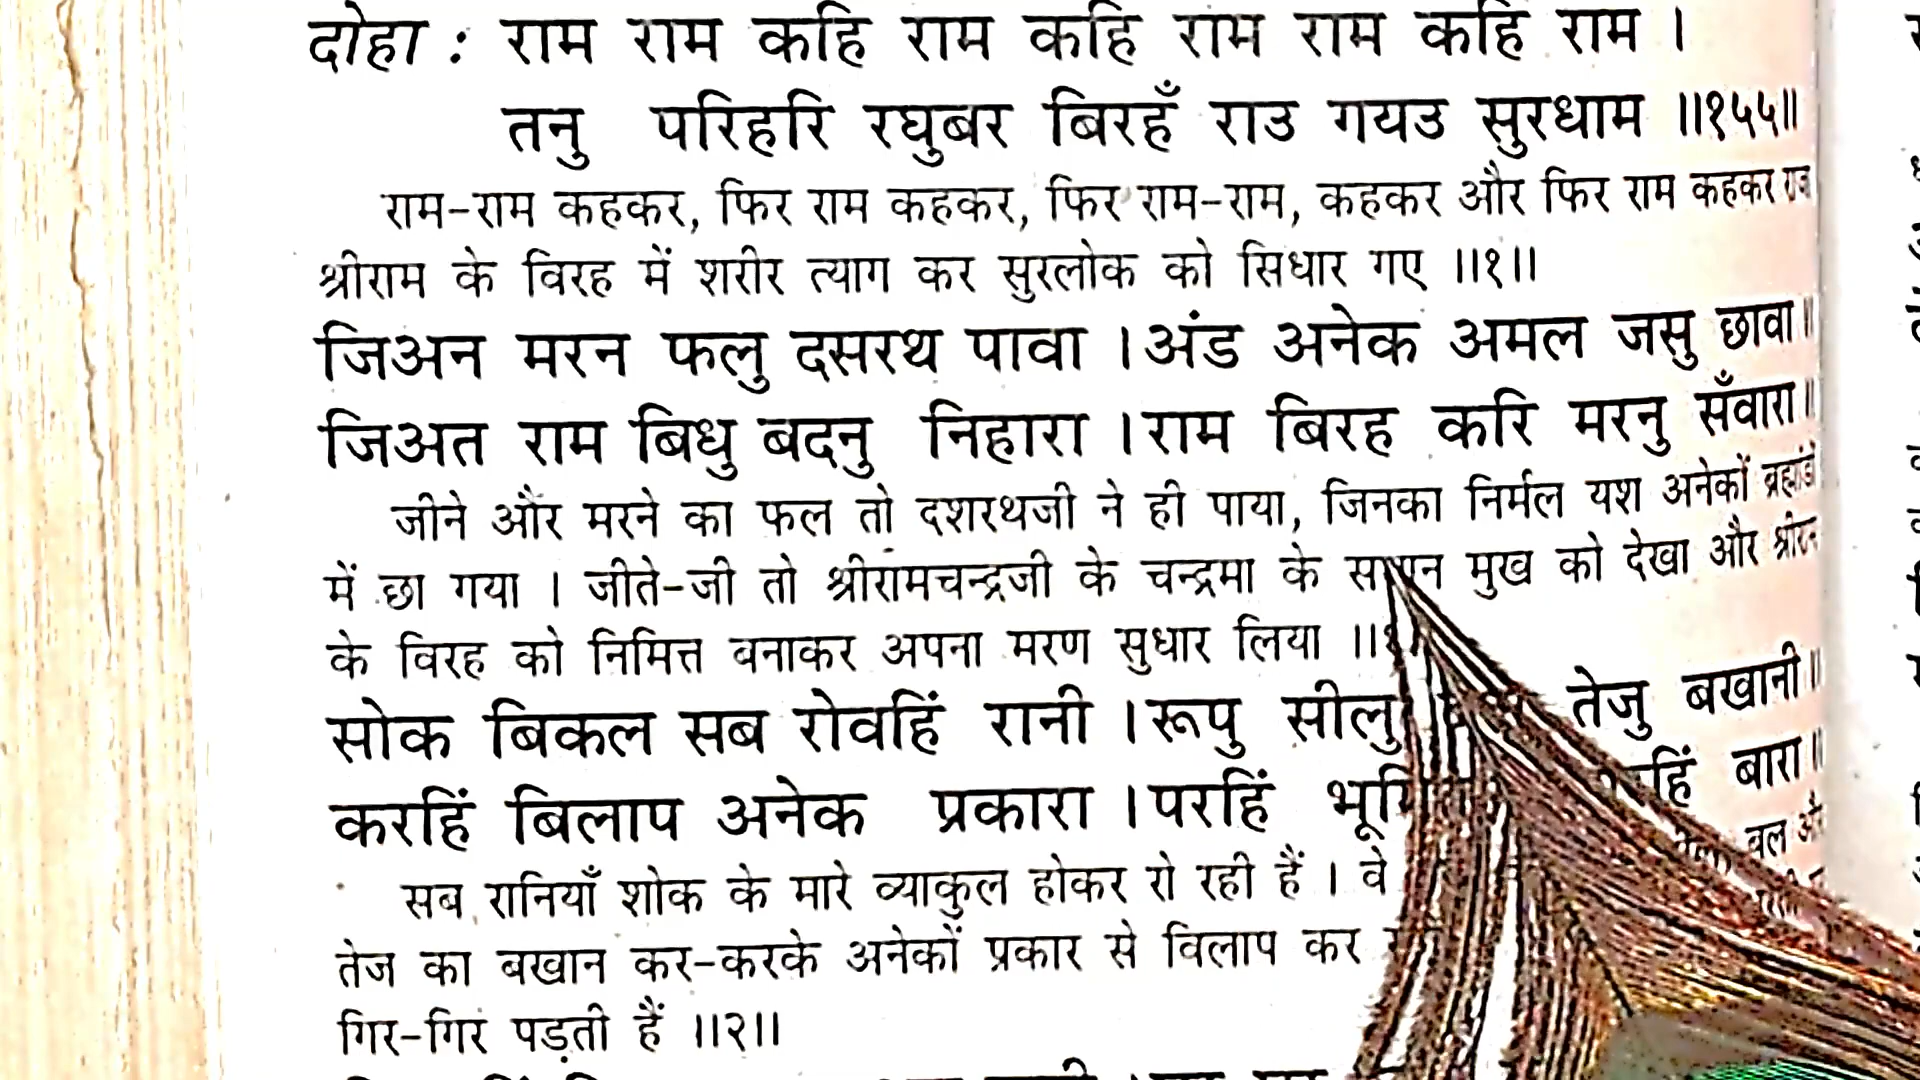 दोहा : राम राम कहि राम कहि राम राम कहि राम ।
तनु परिहरि रघुबर बिरहँ राउ गयउ सुरधाम ॥१५५॥
राम-राम कहकर, फिर राम कहकर, फिर राम-राम, कहकर और फिर राम कहकर
श्रीराम के विरह में शरीर त्याग कर सुरलोक को सिधार गए ॥१॥
जिअन मरन फलु दसरथ पावा । अंड अनेक अमल जसु छावा ॥
जिअत राम बिधु बदनु निहारा । राम बिरह करि मरनु सँवारा ॥
जीने और मरने का फल तो दशरथजी ने ही पाया, जिनका निर्मल यश अनेकों
में छा गया । जीते-जी तो श्रीरामचन्द्रजी के चन्द्रमा के मुख को देखा और
के विरह को निमित्त बनाकर अपना मरण सुधार लिया
सोक बिकल सब रोवहिं रानी । रूपु सीलु तेजु बखानी ॥
करहिं बिलाप अनेक प्रकारा । परहिं बारा ॥
सब रानियाँ शोक के मारे व्याकुल होकर रो रही हैं । वे
तेज का बखान कर-करके अनेकों प्रकार से विलाप कर
गिर-गिर पड़ती हैं ॥२॥